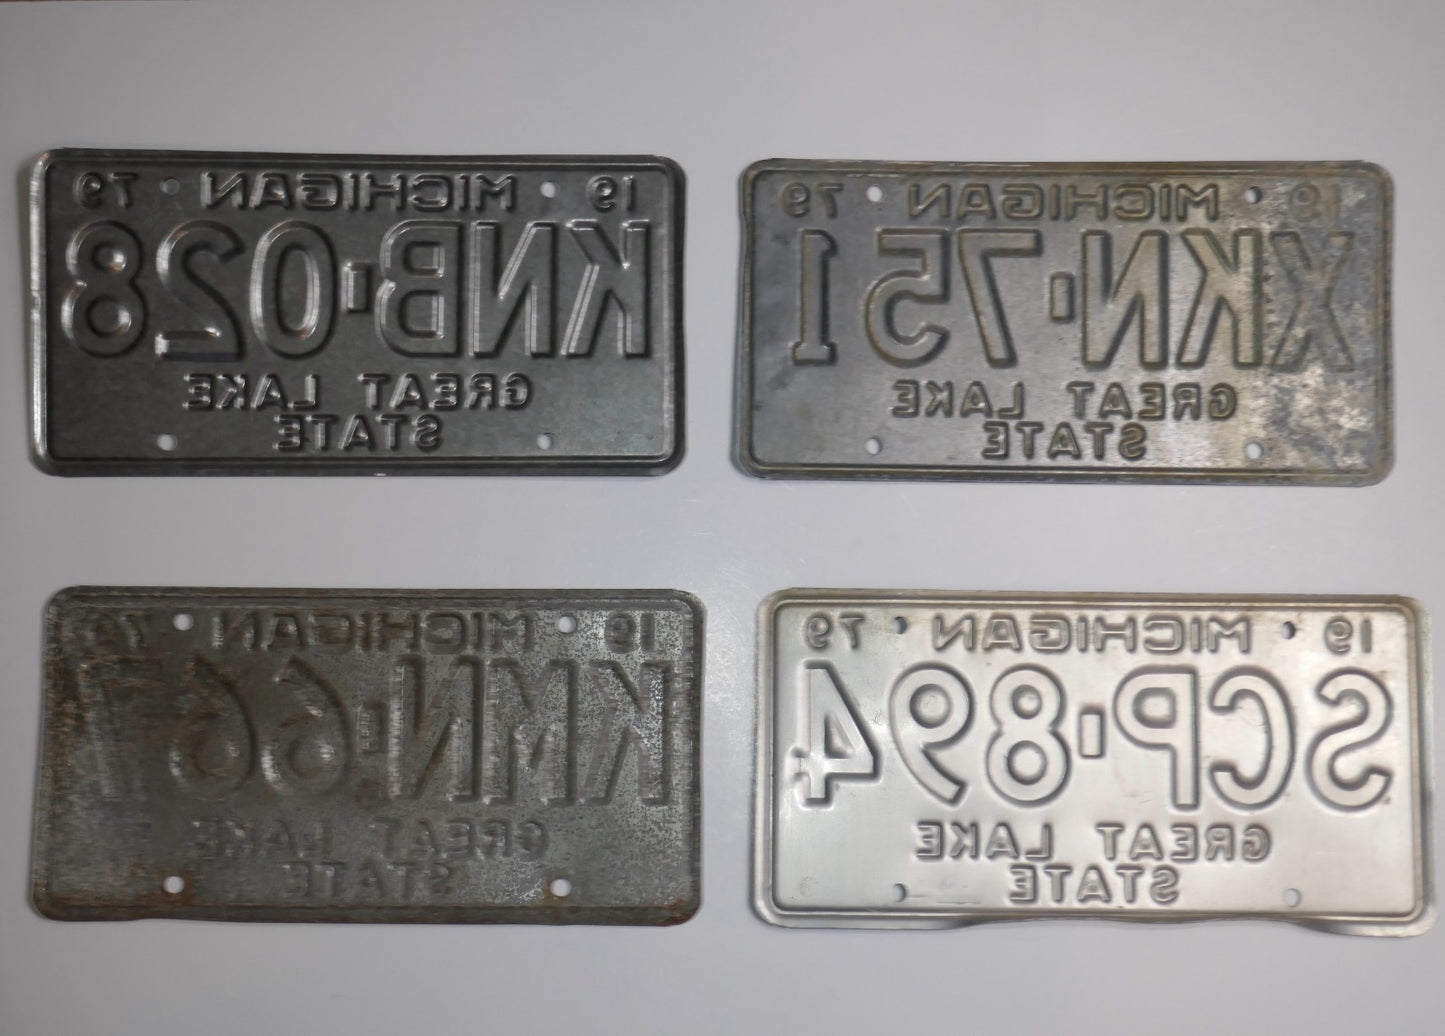 19 MICHIGAN 79
KNB-028
GREAT LAKE
STATE
19 MICHIGAN 79
XKN-751
GREAT LAKE
STATE
19 MICHIGAN 79
KMN-667
GREAT LAKE
STATE
19 MICHIGAN 79
SCP-894
GREAT LAKE
STATE